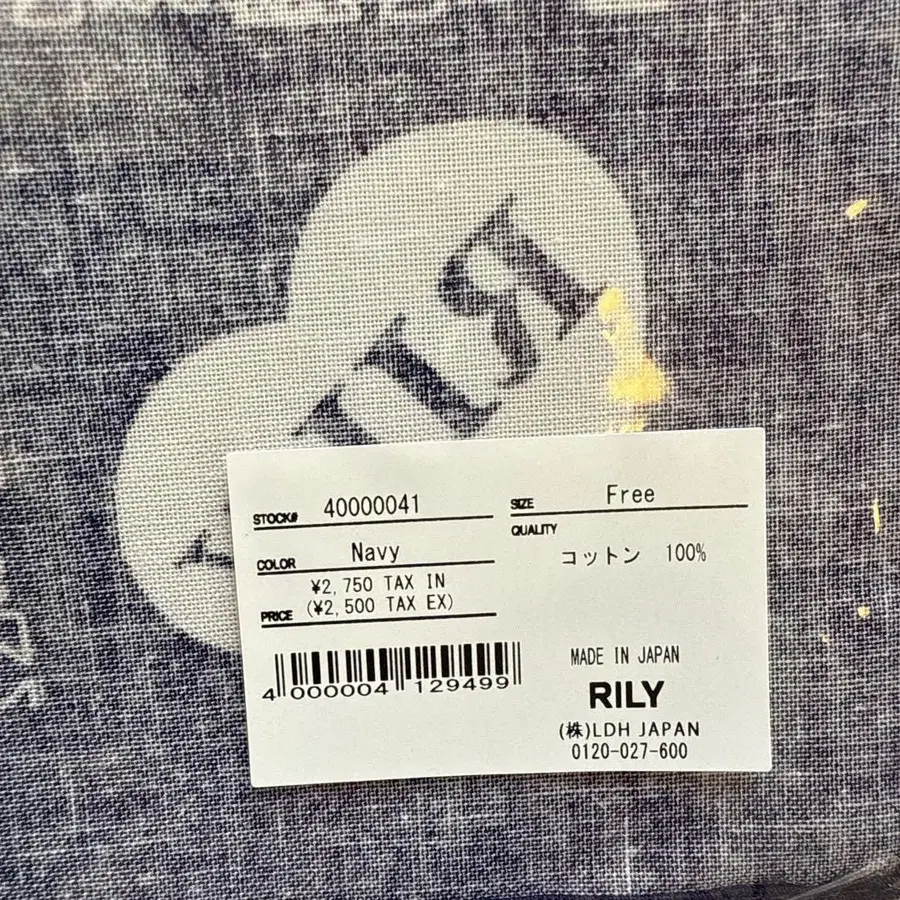 STOCK# 40000041
COLOR Navy
PRICE ¥2,750 TAX IN
(¥2,500 TAX EX)
4 000004 129499
SIZE Free
QUALITY
コットン 100%
MADE IN JAPAN
RILY
(株)LDH JAPAN
0120-027-600